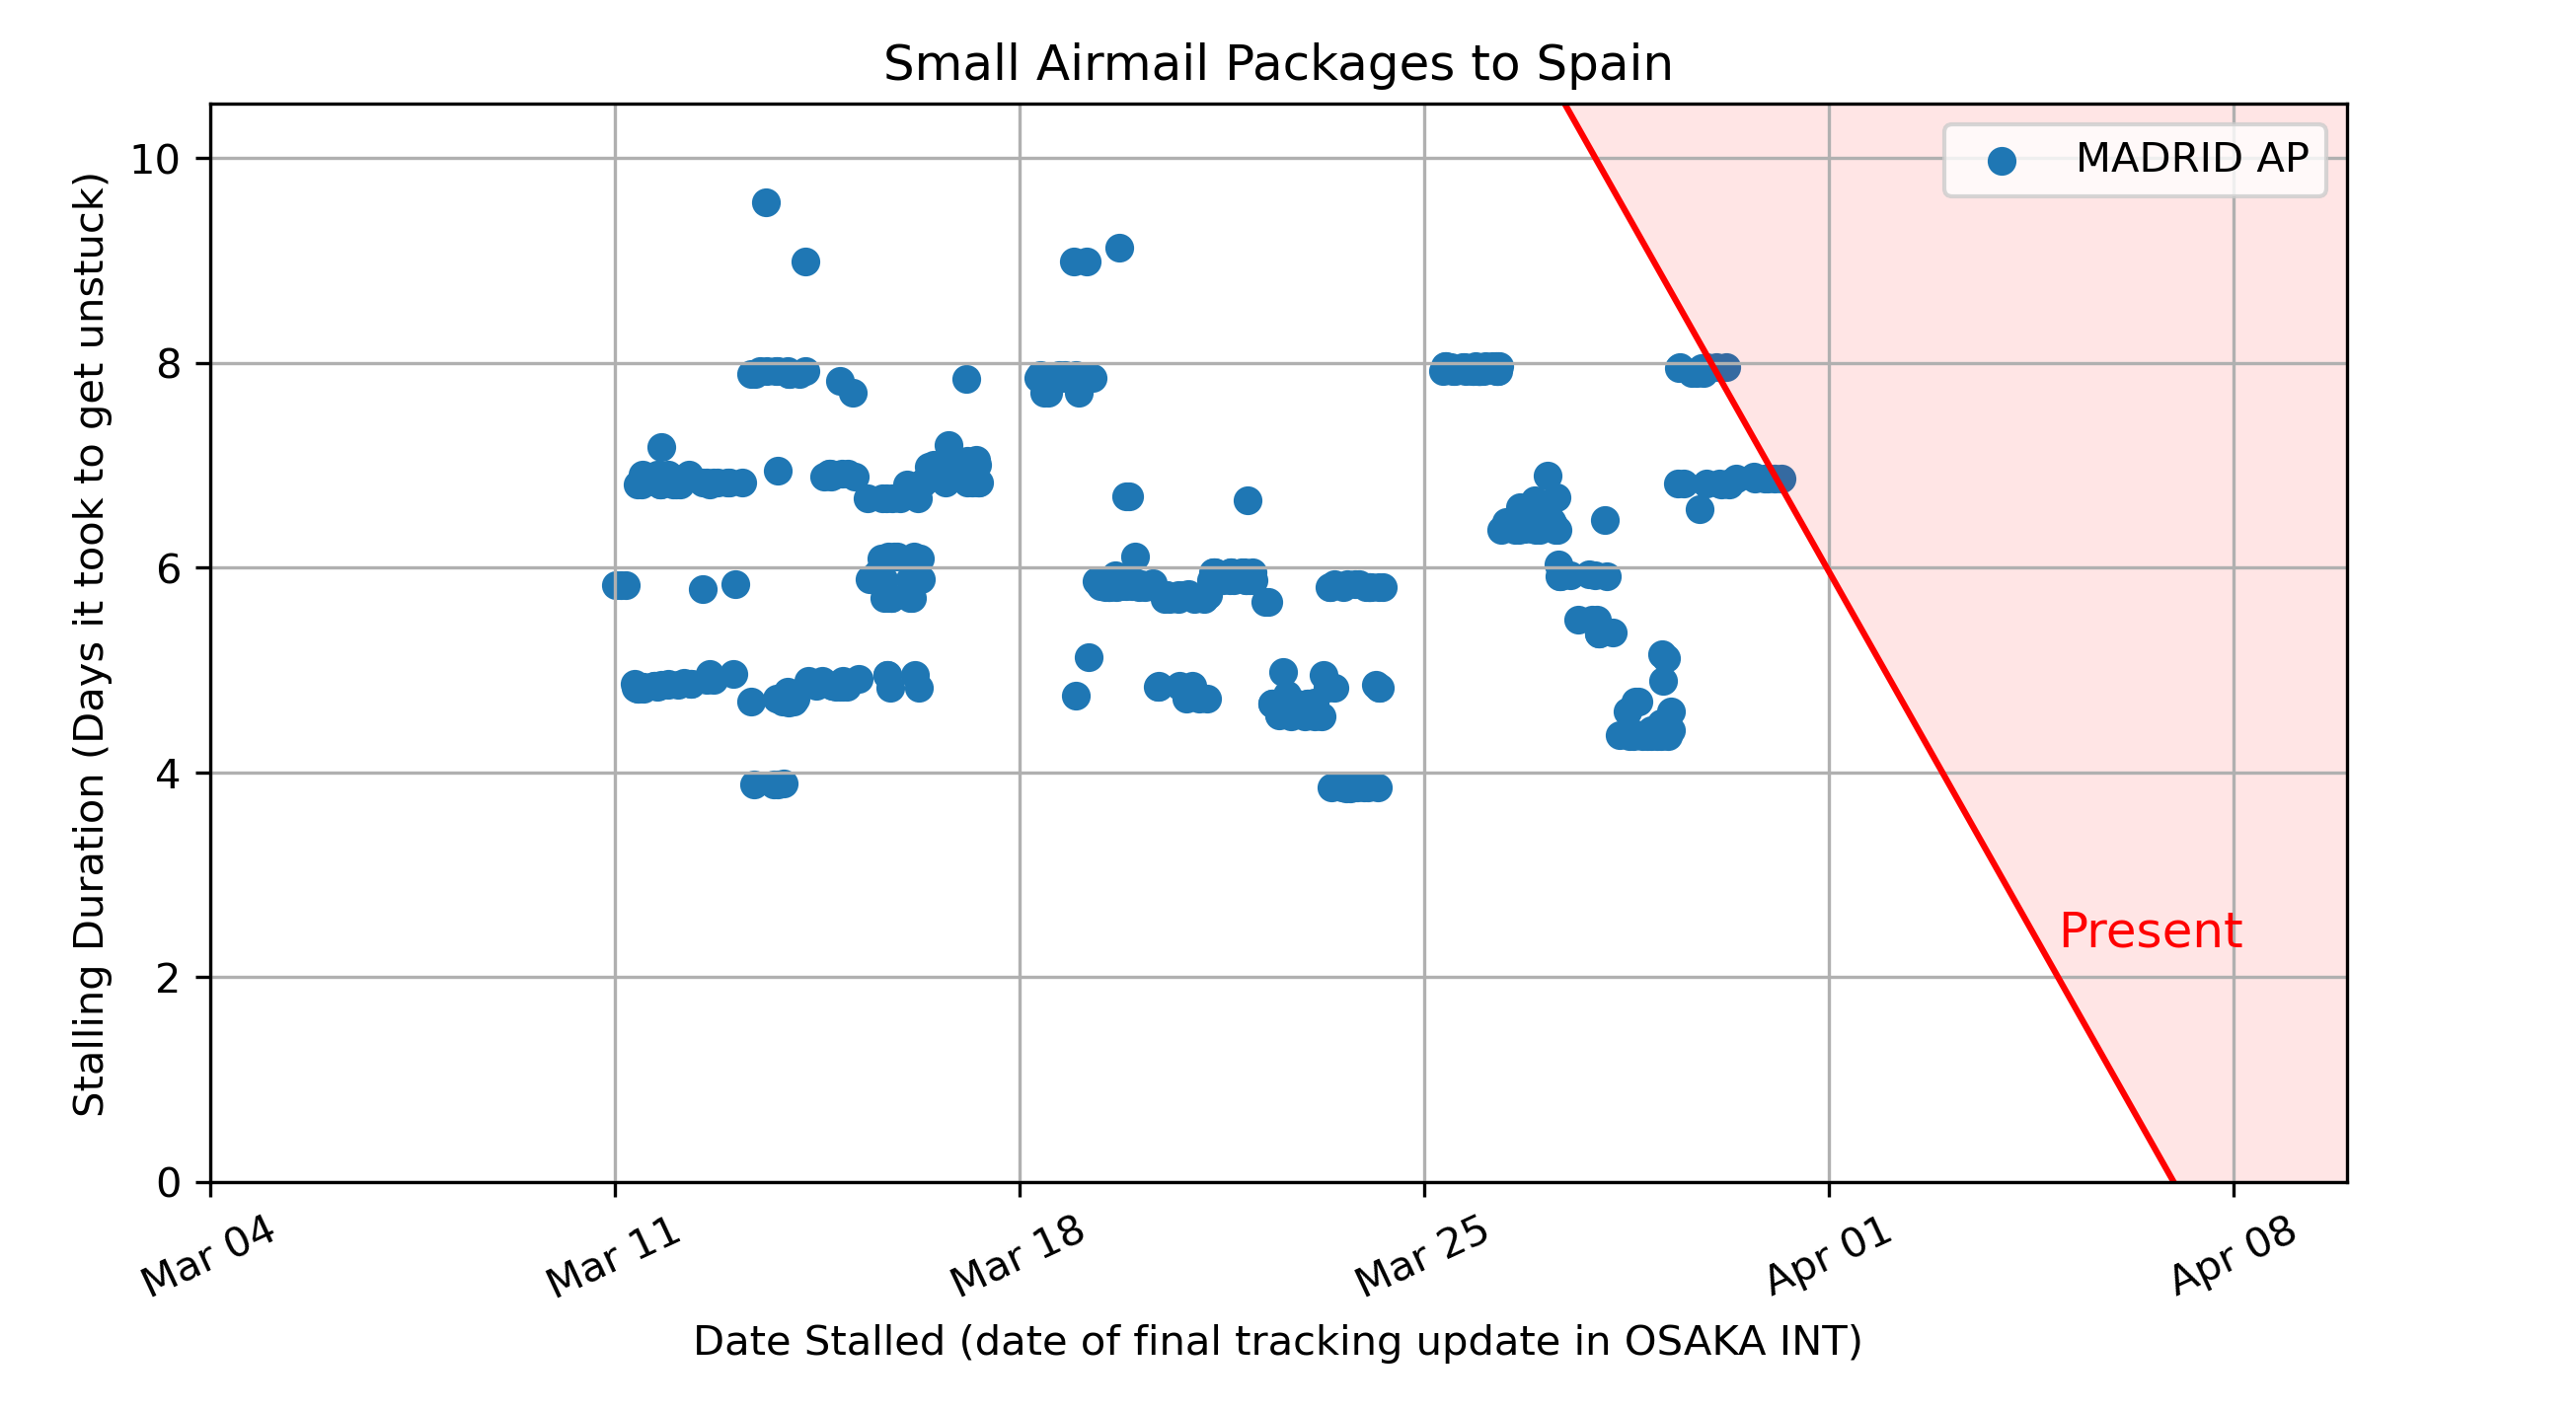 Small Airmail Packages to Spain
MADRID AP
Present
Stalling Duration (Days it took to get unstuck)
10
8
6
4
2
0
Mar 04
Mar 11
Mar 18
Mar 25
Apr 01
Apr 08
Date Stalled (date of final tracking update in OSAKA INT)